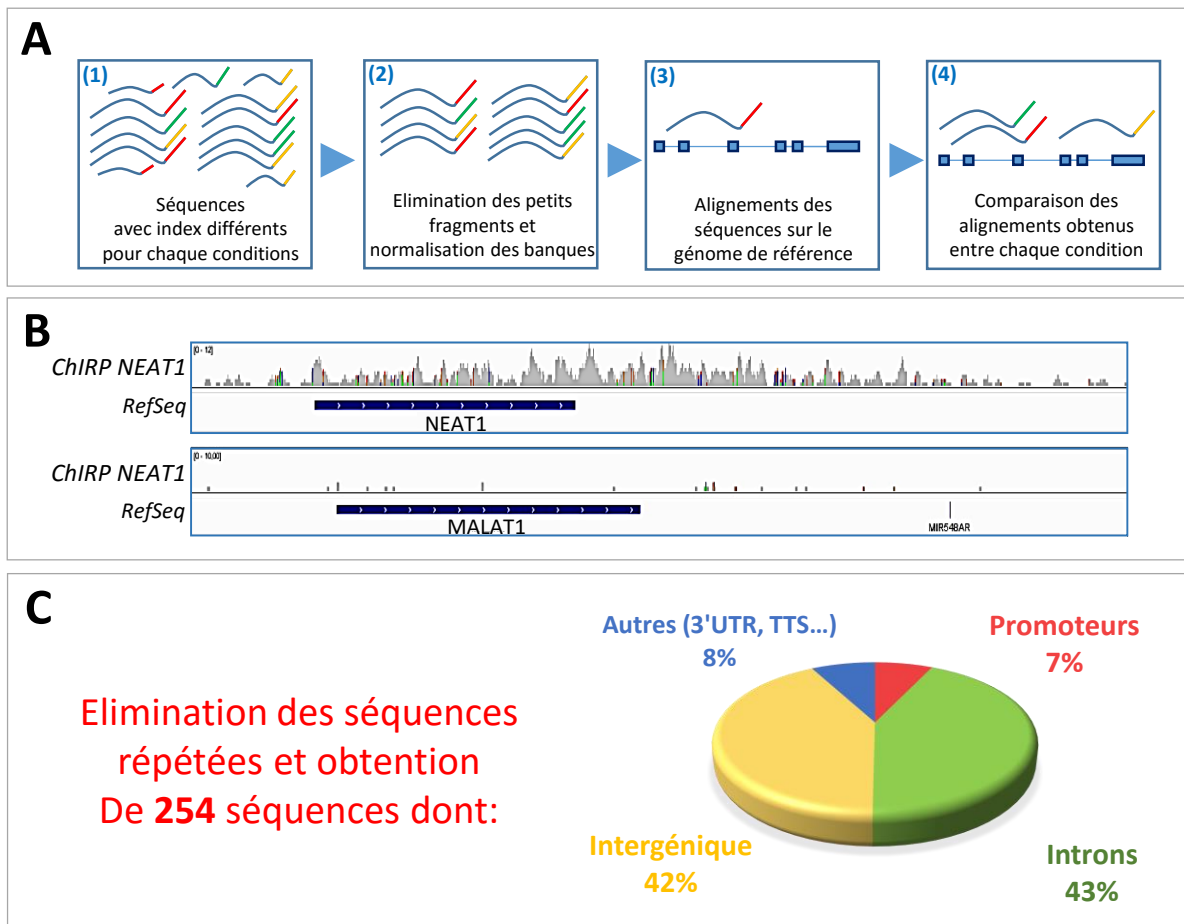 A
(1)
Séquences
avec index différents
pour chaque conditions
(2)
Elimination des petits
fragments et
normalisation des banques
(3)
Alignements des
séquences sur le
génome de référence
(4)
Comparaison des
alignements obtenus
entre chaque condition
B
ChIRP NEAT1
[0 - 12]
RefSeq
NEAT1
ChIRP NEAT1
[0 - 10,00]
RefSeq
MALAT1
MIR548AR
C
Elimination des séquences
répétées et obtention
De 254 séquences dont:
Autres (3'UTR, TTS...)
8%
Promoteurs
7%
Intergénique
42%
Introns
43%